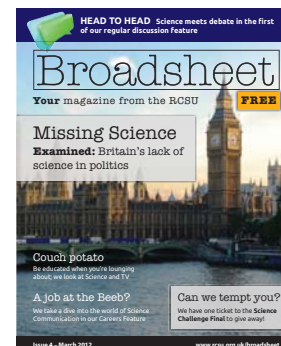 HEAD TO HEAD Science meets debate in the first
of our regular discussion feature
Broadsheet
Your magazine from the RCSU
FREE
Missing Science
Examined: Britain's lack of
science in politics
Couch potato
Be educated when you're lounging
about; we look at Science and TV
A job at the Beeb?
We take a dive into the world of Science
Communication in our Careers Feature
Can we tempt you?
We have one ticket to the Science
Challenge Final to give away!
Issue 4 – March 2012
www.rcsu.org.uk/broadsheet